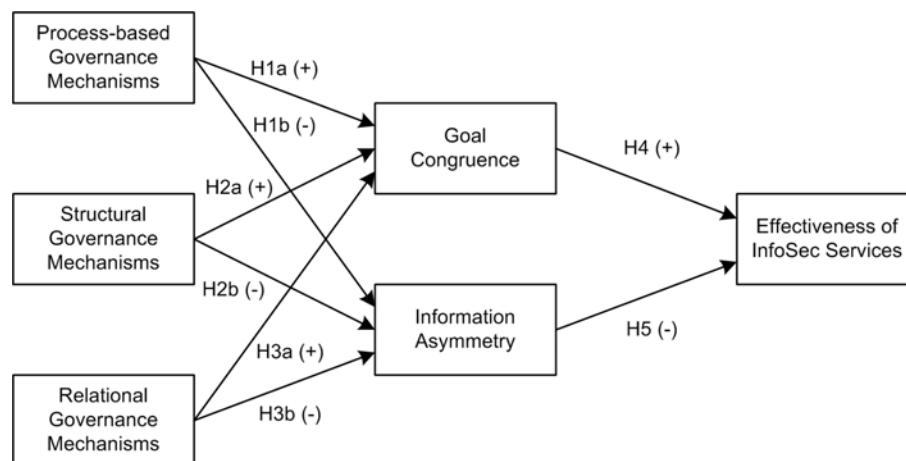 Process-based
Governance
Mechanisms
H1a (+)
H1b (-)
Goal
Congruence
H4 (+)
H2a (+)
Structural
Governance
Mechanisms
Effectiveness of
InfoSec Services
H2b (-)
Information
Asymmetry
H5 (-)
H3a (+)
H3b (-)
Relational
Governance
Mechanisms